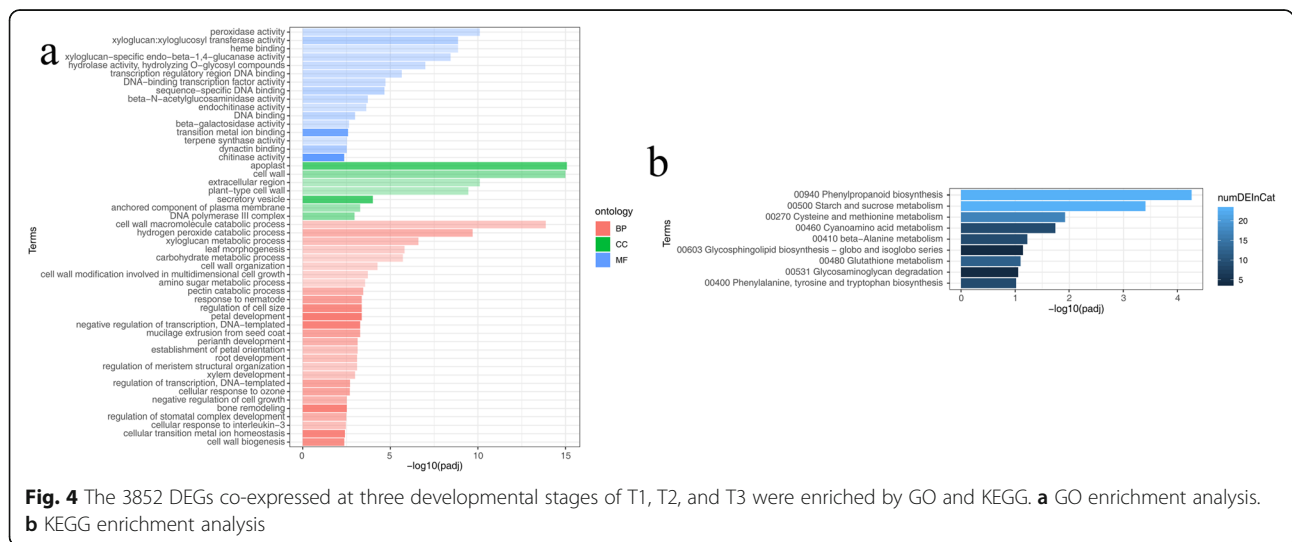 a
peroxidase activity
xyloglucan:xyloglucosyl transferase activity
heme binding
xyloglucan-specific endo-beta-1,4-glucanase activity
hydrolase activity, hydrolyzing O-glycosyl compounds
transcription regulatory region DNA binding
DNA-binding transcription factor activity
sequence-specific DNA binding
beta-N-acetylglucosaminidase activity
endochitinase activity
DNA binding
beta-galactosidase activity
transition metal ion binding
terpene synthase activity
dynactin binding
chitinase activity
apoplast
cell wall
extracellular region
plant-type cell wall
secretory vesicle
anchored component of plasma membrane
DNA polymerase III complex
cell wall macromolecule catabolic process
hydrogen peroxide catabolic process
xyloglucan metabolic process
leaf morphogenesis
carbohydrate metabolic process
cell wall organization
cell wall modification involved in multidimensional cell growth
amino sugar metabolic process
pectin catabolic process
response to nematode
regulation of cell size
petal development
negative regulation of transcription, DNA-templated
mucilage extrusion from seed coat
perianth development
establishment of petal orientation
root development
regulation of meristem structural organization
xylem development
regulation of transcription, DNA-templated
cellular response to ozone
negative regulation of cell growth
bone remodeling
regulation of stomatal complex development
cellular response to interleukin-3
cellular transition metal ion homeostasis
cell wall biogenesis
Terms
0 5 10 15
-log10(padj)
ontology
BP
CC
MF
b
00940 Phenylpropanoid biosynthesis
00500 Starch and sucrose metabolism
00270 Cysteine and methionine metabolism
00460 Cyanoamino acid metabolism
00410 beta-Alanine metabolism
00603 Glycosphingolipid biosynthesis - globo and isoglobo series
00480 Glutathione metabolism
00531 Glycosaminoglycan degradation
00400 Phenylalanine, tyrosine and tryptophan biosynthesis
Terms
0 1 2 3 4
-log10(padj)
numDEInCat
20
15
10
5
Fig. 4 The 3852 DEGs co-expressed at three developmental stages of T1, T2, and T3 were enriched by GO and KEGG. a GO enrichment analysis.
b KEGG enrichment analysis